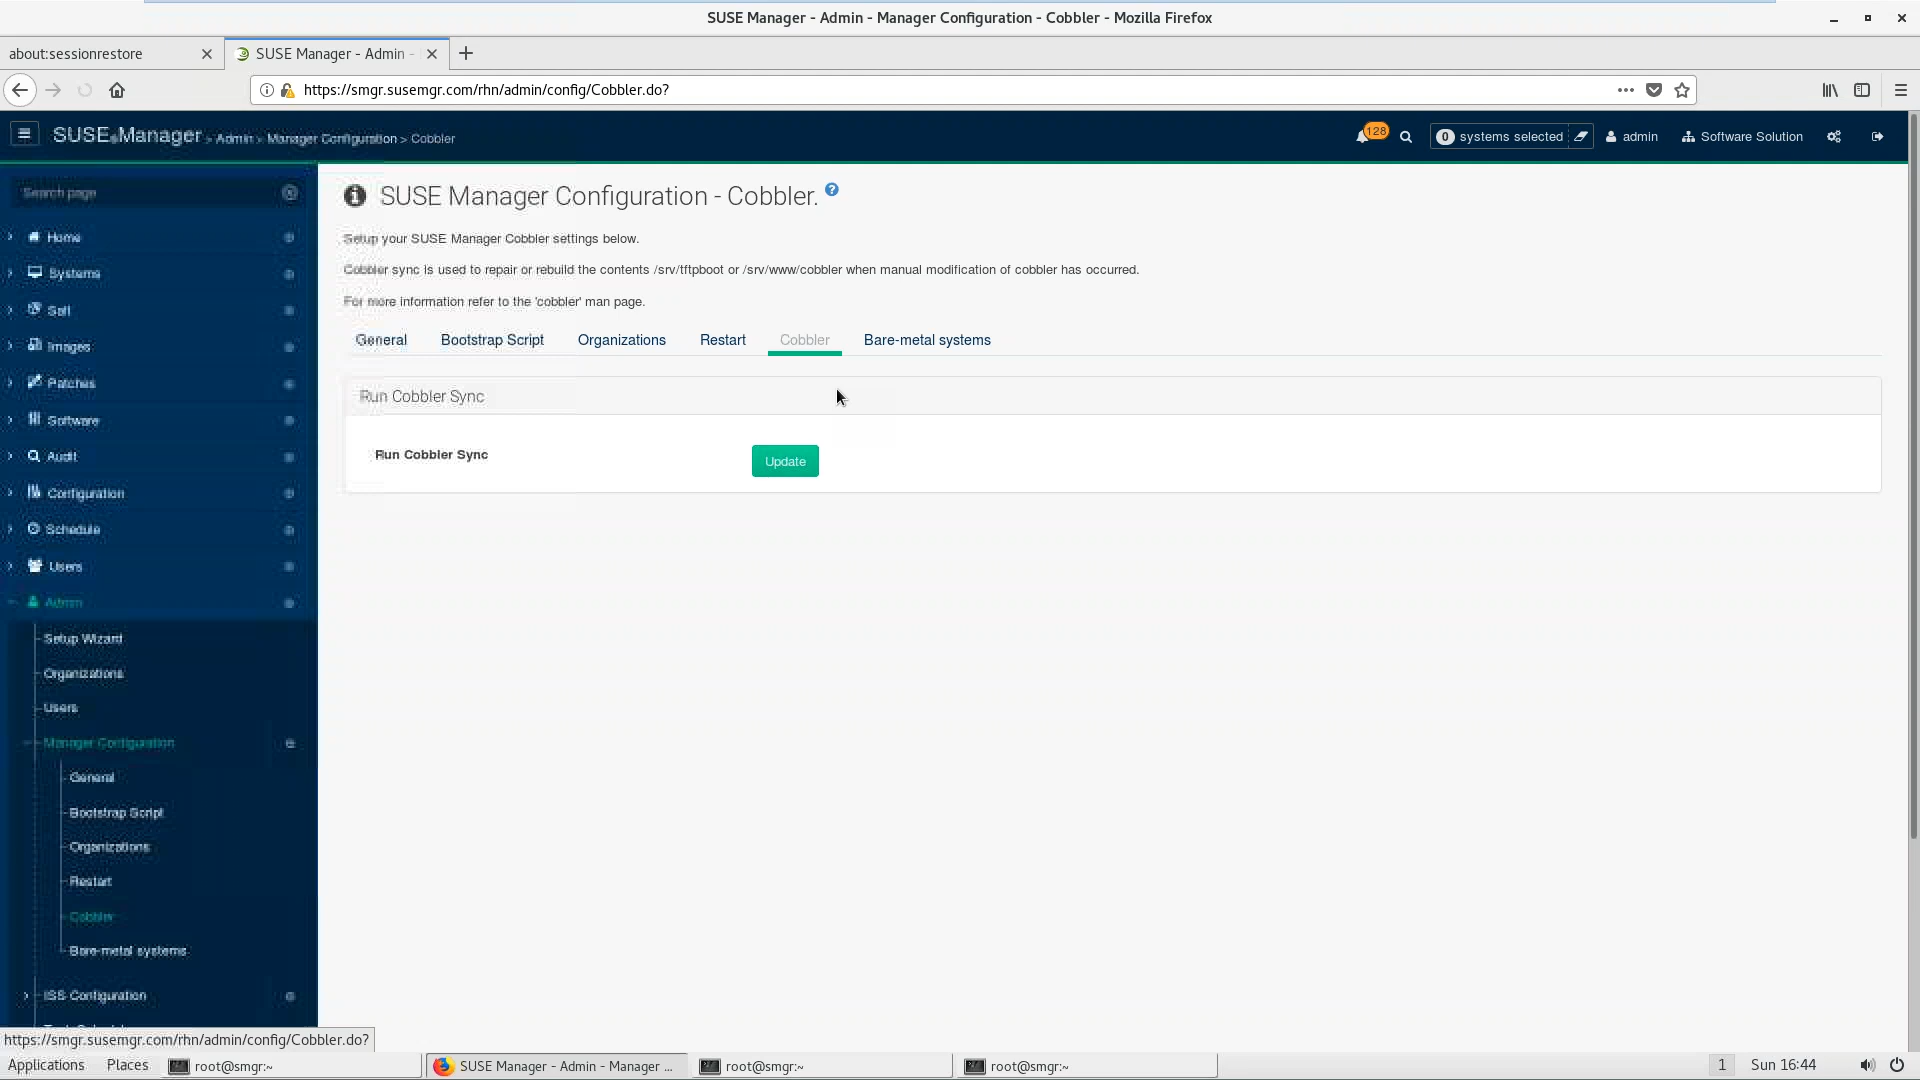 SUSE Manager - Admin - Manager Configuration - Cobbler - Mozilla Firefox
about:sessionrestore
SUSE Manager - Admin -
https://smgr.susemgr.com/rhn/admin/config/Cobbler.do?
SUSE Manager > Admin > Manager Configuration > Cobbler
128
0 systems selected
admin
Software Solution
Search page
Home
Systems
Salt
Images
Patches
Software
Audit
Configuration
Schedule
Users
Admin
Setup Wizard
Organizations
Users
Manager Configuration
General
Bootstrap Script
Organizations
Restart
Cobbler
Bare-metal systems
ISS Configuration
SUSE Manager Configuration - Cobbler. ?
Setup your SUSE Manager Cobbler settings below.
Cobbler sync is used to repair or rebuild the contents /srv/tftpboot or /srv/www/cobbler when manual modification of cobbler has occurred.
For more information refer to the 'cobbler' man page.
General Bootstrap Script Organizations Restart Cobbler Bare-metal systems
Run Cobbler Sync
Run Cobbler Sync
Update
https://smgr.susemgr.com/rhn/admin/config/Cobbler.do?
Applications Places root@smgr:~ SUSE Manager - Admin - Manager ... root@smgr:~ root@smgr:~ 1 Sun 16:44